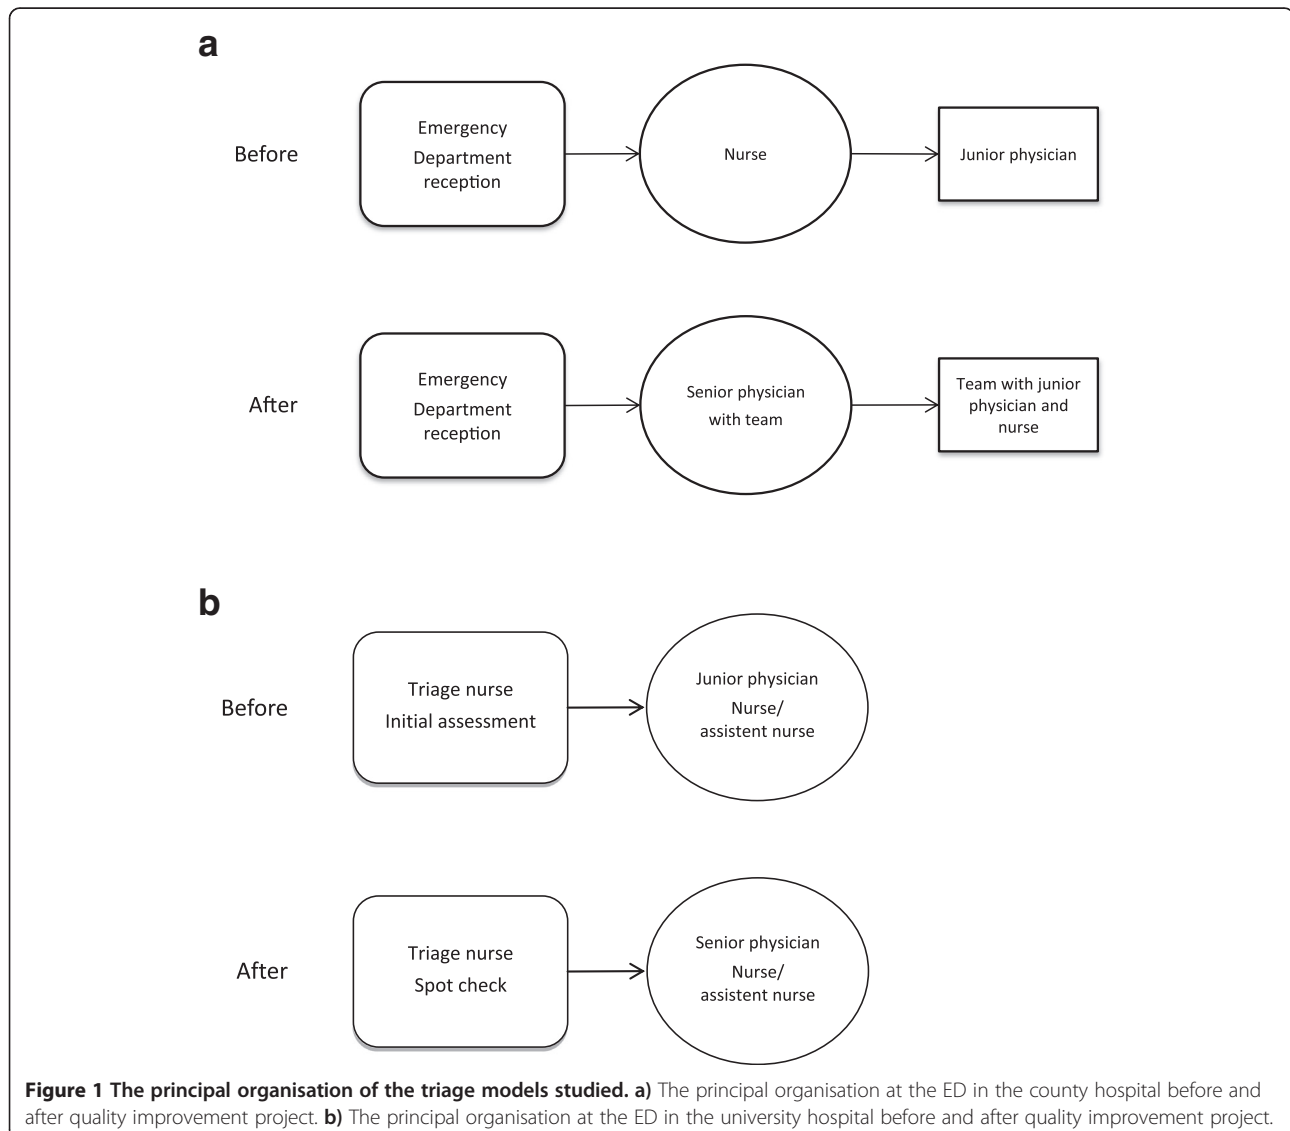 a
Before
Emergency
Department
reception
Nurse
Junior physician
After
Emergency
Department
reception
Senior physician
with team
Team with junior
physician and
nurse
b
Before
Triage nurse
Initial assessment
Junior physician
Nurse/
assistent nurse
After
Triage nurse
Spot check
Senior physician
Nurse/
assistent nurse
Figure 1 The principal organisation of the triage models studied. a) The principal organisation at the ED in the county hospital before and
after quality improvement project. b) The principal organisation at the ED in the university hospital before and after quality improvement project.